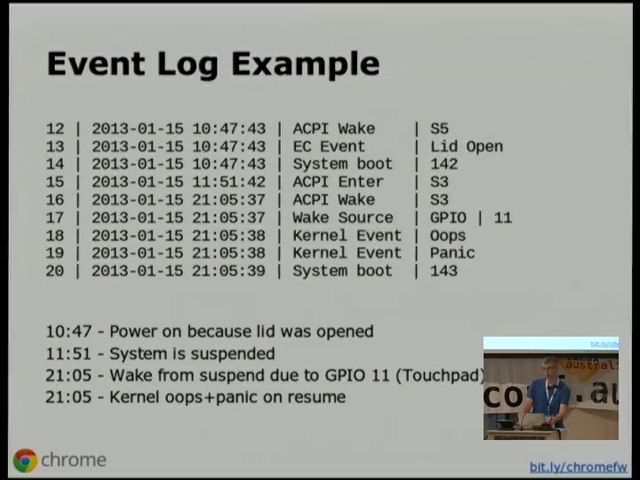 Event Log Example
12 | 2013-01-15 10:47:43 | ACPI Wake | S5
13 | 2013-01-15 10:47:43 | EC Event | Lid Open
14 | 2013-01-15 10:47:43 | System boot | 142
15 | 2013-01-15 11:51:42 | ACPI Enter | S3
16 | 2013-01-15 21:05:37 | ACPI Wake | S3
17 | 2013-01-15 21:05:37 | Wake Source | GPIO | 11
18 | 2013-01-15 21:05:38 | Kernel Event | Oops
19 | 2013-01-15 21:05:38 | Kernel Event | Panic
20 | 2013-01-15 21:05:39 | System boot | 143
10:47 - Power on because lid was opened
11:51 - System is suspended
21:05 - Wake from suspend due to GPIO 11 (Touchpad)
21:05 - Kernel oops+panic on resume
chrome
bit.ly/chromefw